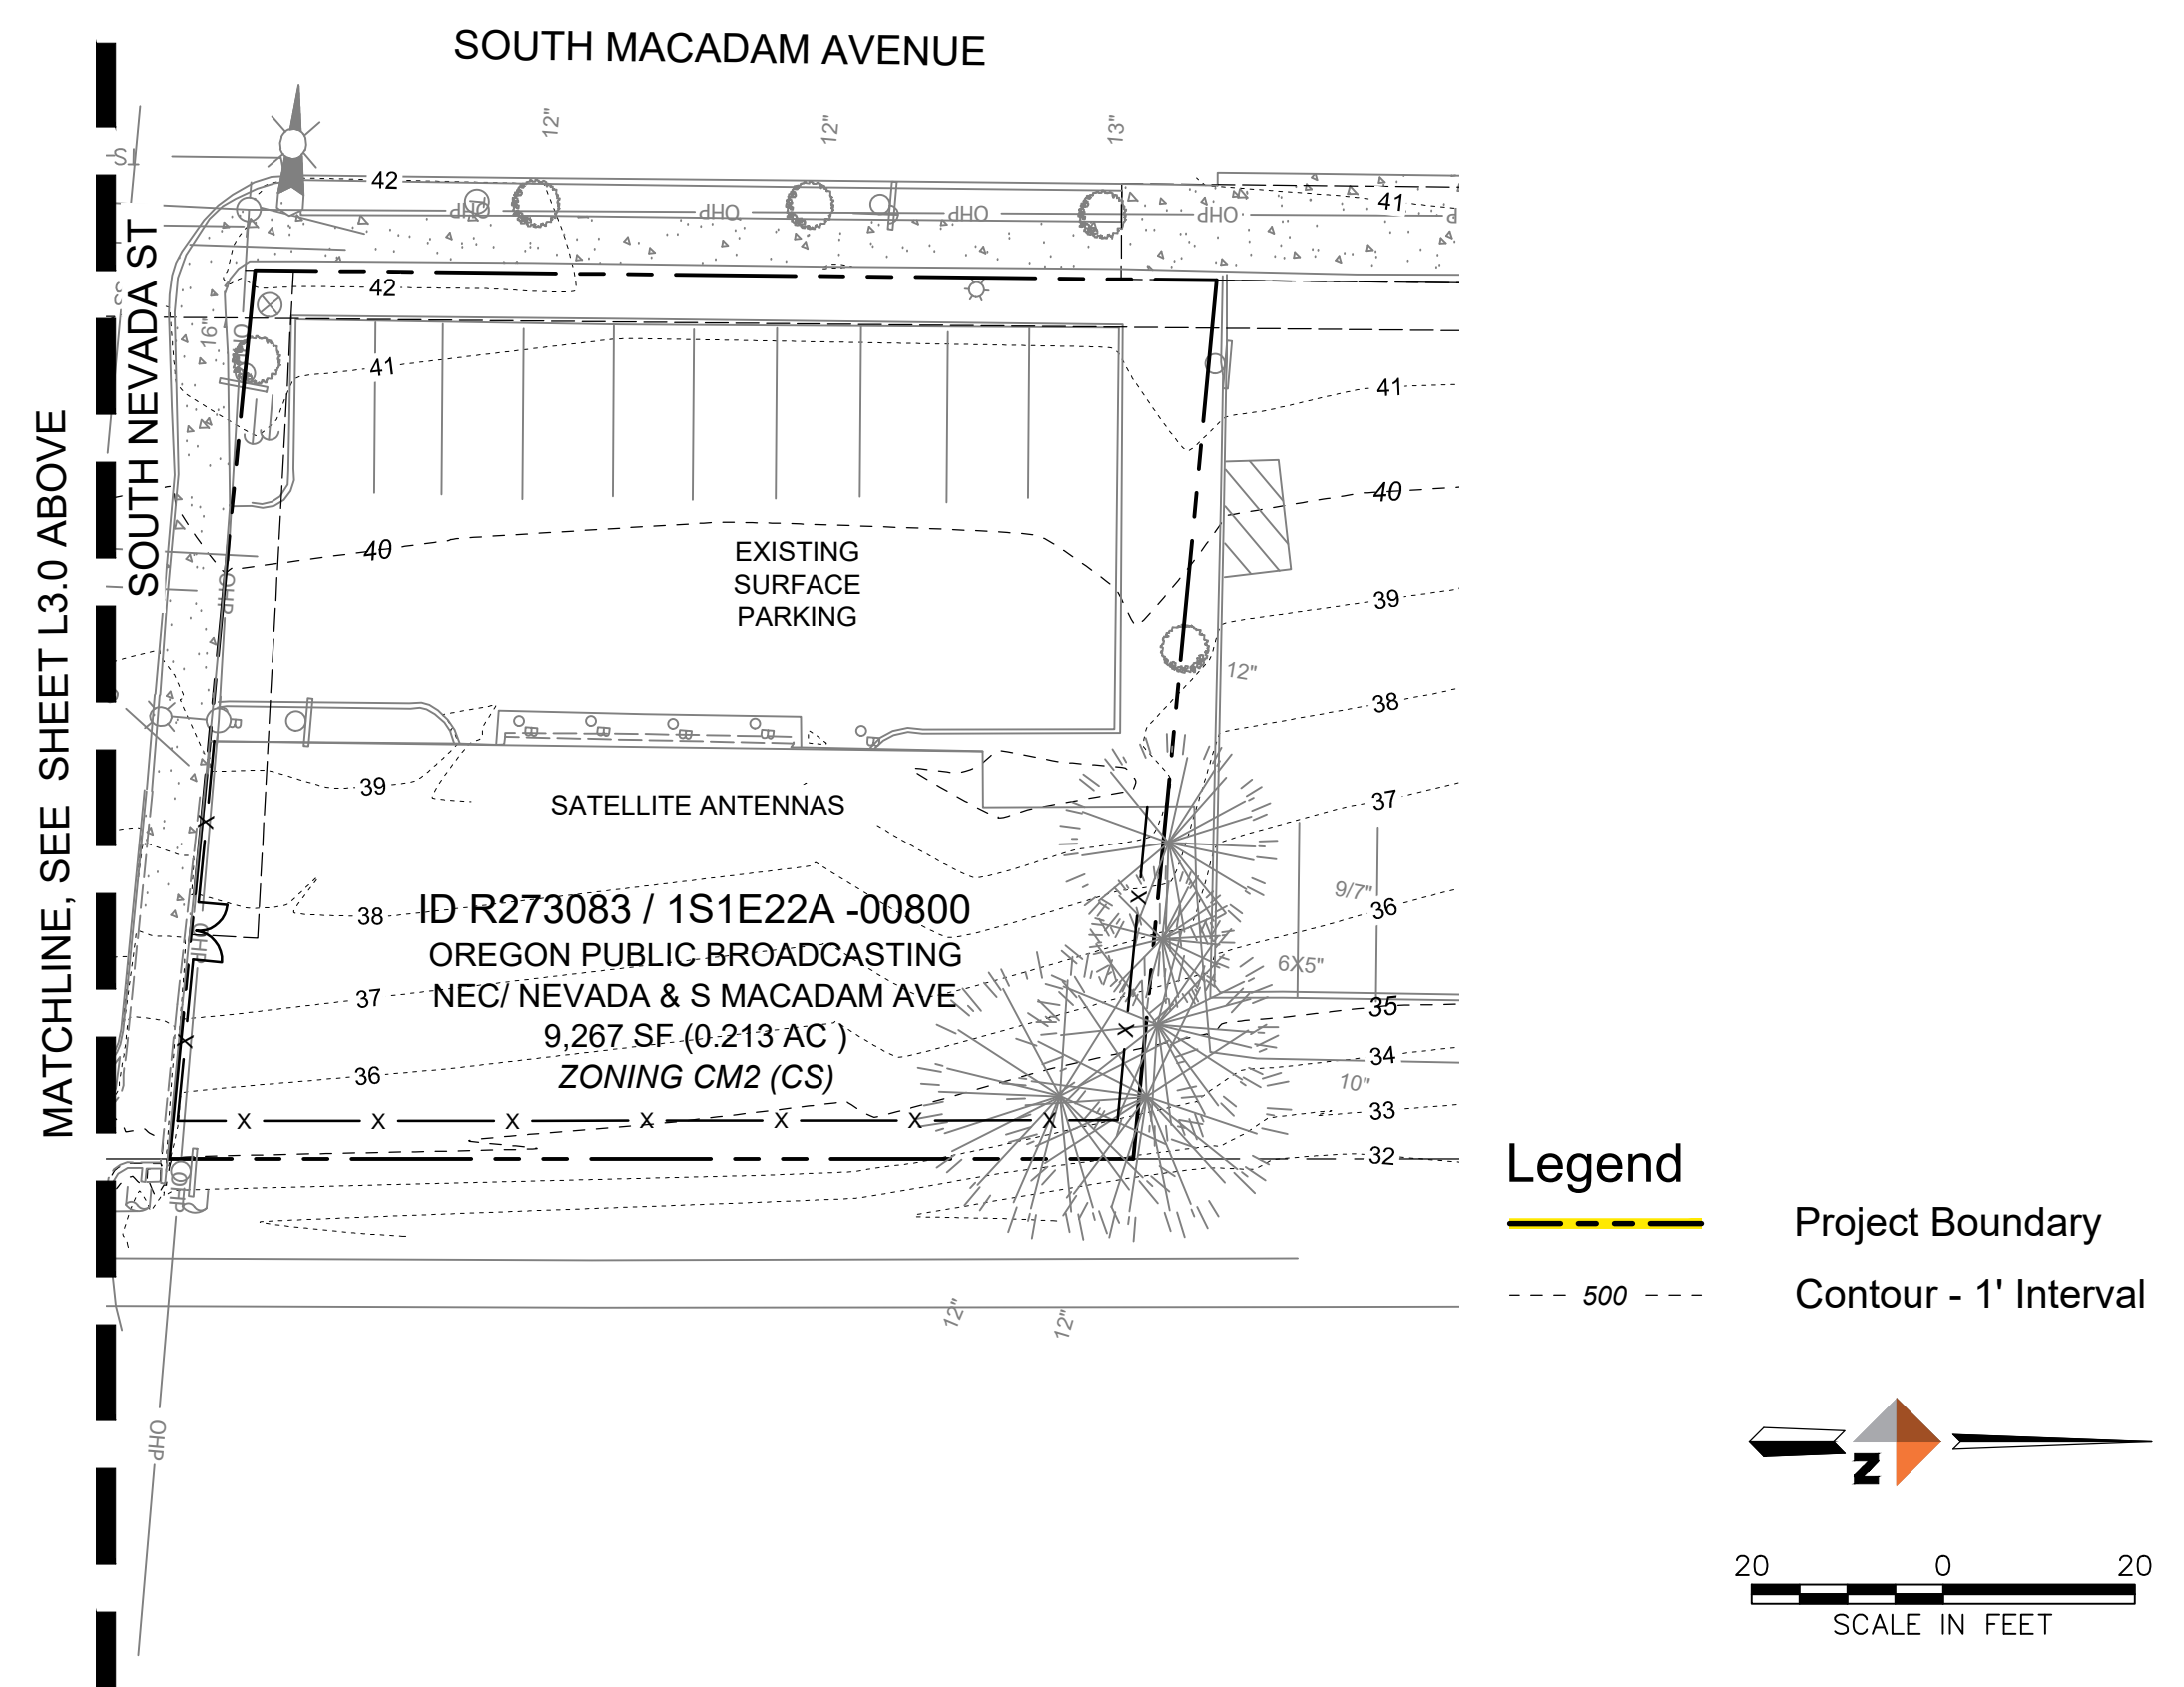 SOUTH MACADAM AVENUE
12"
12"
13"
42
41
OHP
OHP
OHP
42
SOUTH NEVADA ST
16"
41
41
MATCHLINE, SEE SHEET L3.0 ABOVE
40
40
EXISTING
SURFACE
PARKING
OHP
39
12"
38
39
SATELLITE ANTENNAS
37
X
9/7"
38
ID R273083 / 1S1E22A -00800
X
36
OREGON PUBLIC BROADCASTING
6X5"
37
NEC/ NEVADA & S MACADAM AVE
35
X
9,267 SF (0.213 AC )
X
34
36
ZONING CM2 (CS)
10"
33
X X X X X X X
32
Legend
Project Boundary
500
Contour - 1' Interval
12"
12"
OHP
Z
20 0 20
SCALE IN FEET